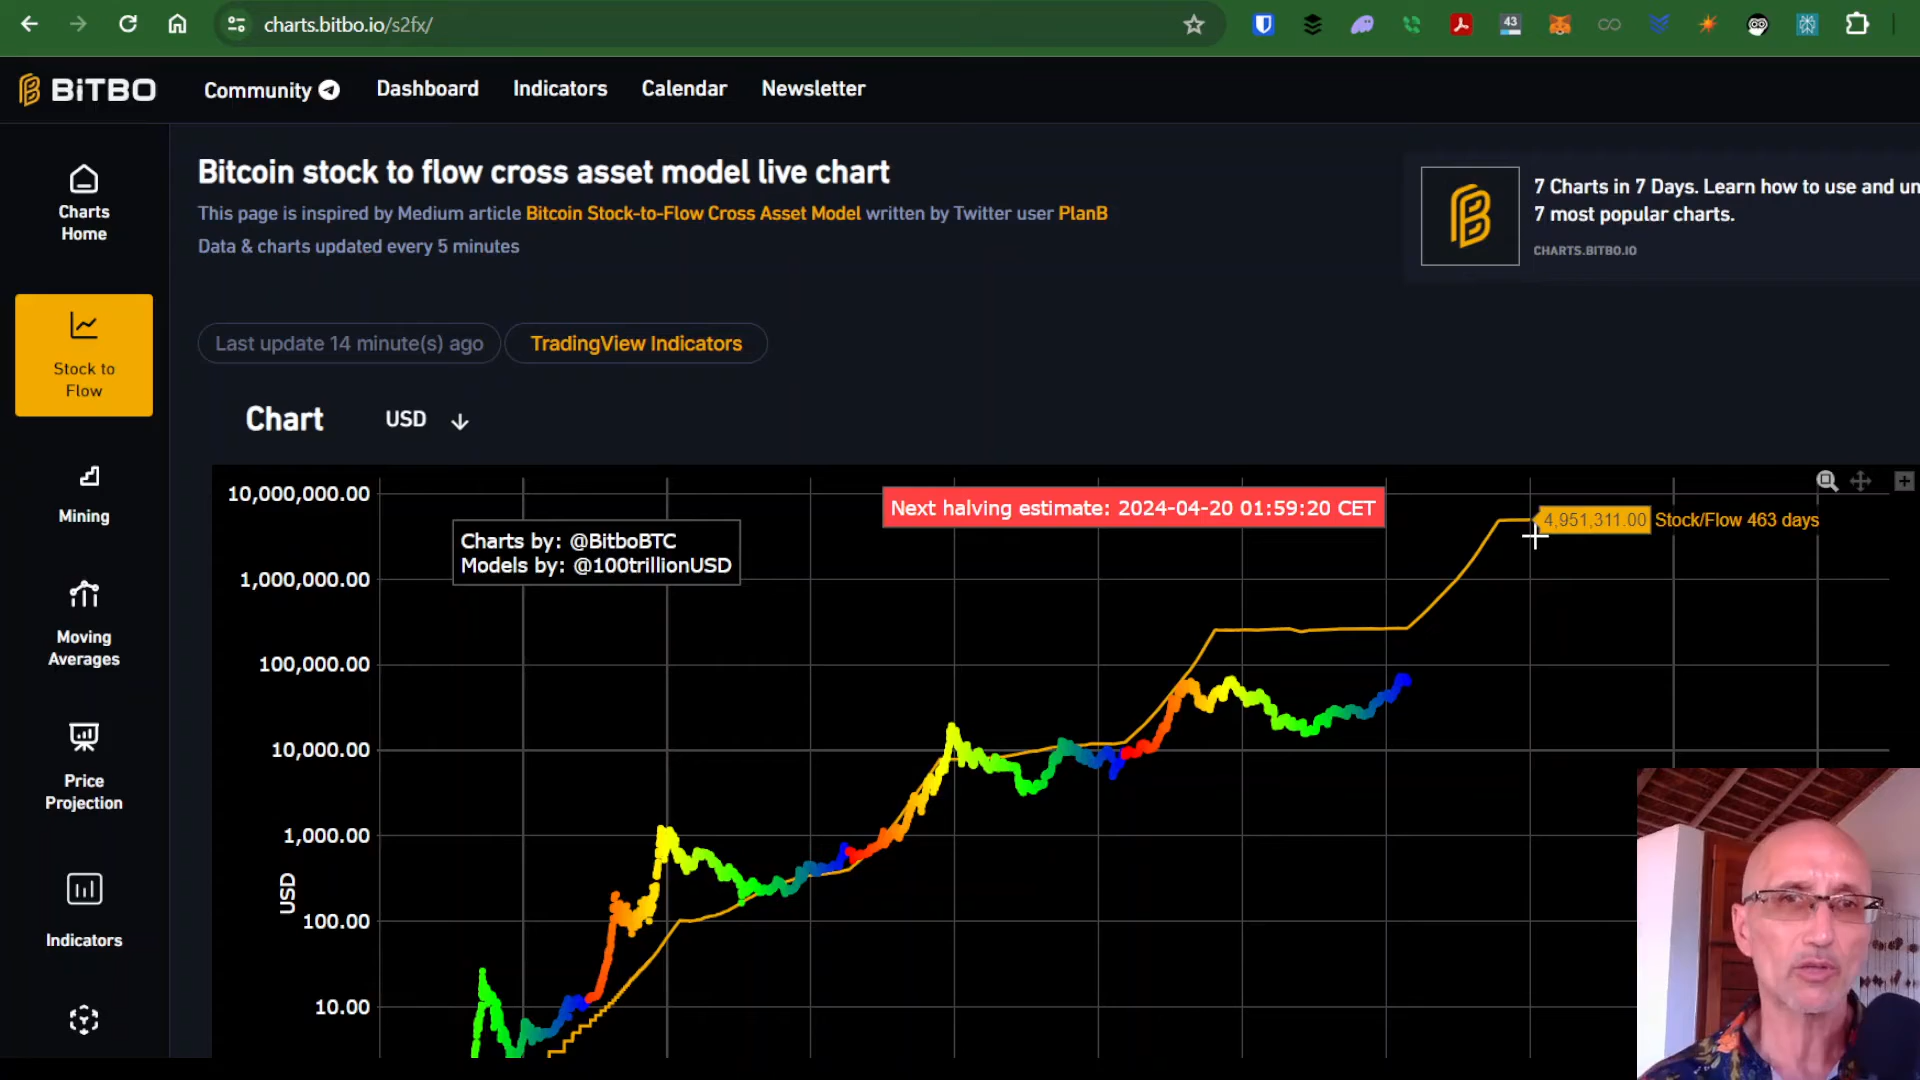 charts.bitbo.io/s2fx/
43
BiTBO
Community
Dashboard
Indicators
Calendar
Newsletter
Charts
Home
Stock to
Flow
Mining
Moving
Averages
Price
Projection
Indicators
Bitcoin stock to flow cross asset model live chart
This page is inspired by Medium article Bitcoin Stock-to-Flow Cross Asset Model written by Twitter user PlanB
Data & charts updated every 5 minutes
7 Charts in 7 Days. Learn how to use and un
7 most popular charts.
CHARTS.BITBO.IO
Last update 14 minute(s) ago
TradingView Indicators
Chart
USD
Next halving estimate: 2024-04-20 01:59:20 CET
Charts by: @BitboBTC
Models by: @100trillionUSD
4,951,311.00
Stock/Flow 463 days
10,000,000.00
1,000,000.00
100,000.00
10,000.00
1,000.00
100.00
10.00
USD